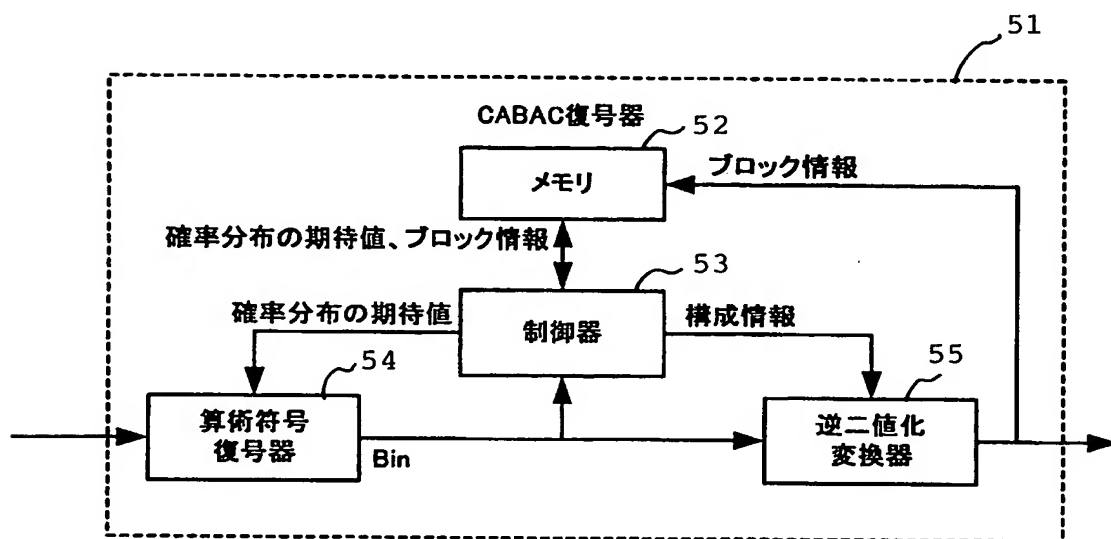 51
CABAC復号器
52
メモリ
ブロック情報
確率分布の期待値、ブロック情報
53
確率分布の期待値
制御器
構成情報
54
55
算術符号
復号器
Bin
逆二値化
変換器